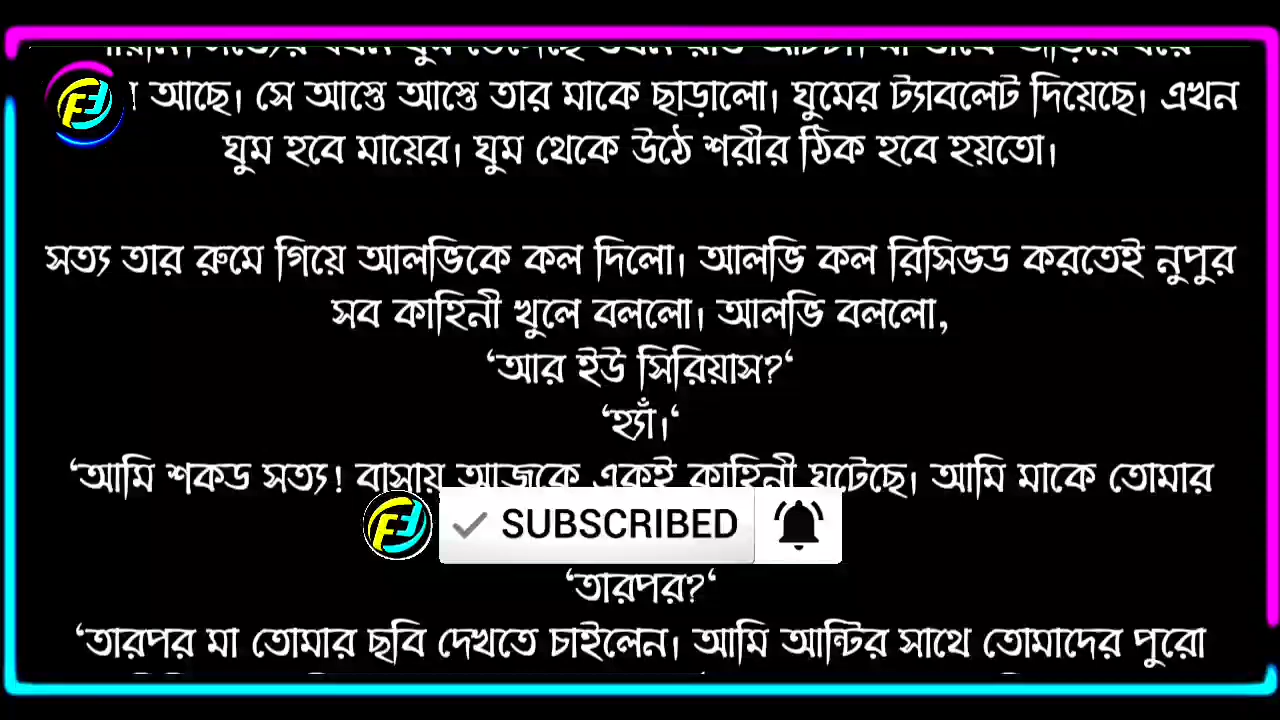 আছে। সে আস্তে আস্তে তার মাকে ছাড়ালো। ঘুমের ট্যাবলেট দিয়েছে। এখন
ঘুম হবে মায়ের। ঘুম থেকে উঠে শরীর ঠিক হবে হয়তো।
সত্য তার রুমে গিয়ে আলভিকে কল দিলো। আলভি কল রিসিভড করতেই নুপুর
সব কাহিনী খুলে বললো। আলভি বললো,
‘আর ইউ সিরিয়াস?‘
‘হ্যাঁ।‘
‘আমি শকড সত্য! বাসায় আজকে একই কাহিনী ঘটেছে। আমি মাকে তোমার
SUBSCRIBED
‘তারপর?‘
‘তারপর মা তোমার ছবি দেখতে চাইলেন। আমি আন্টির সাথে তোমাদের পুরো